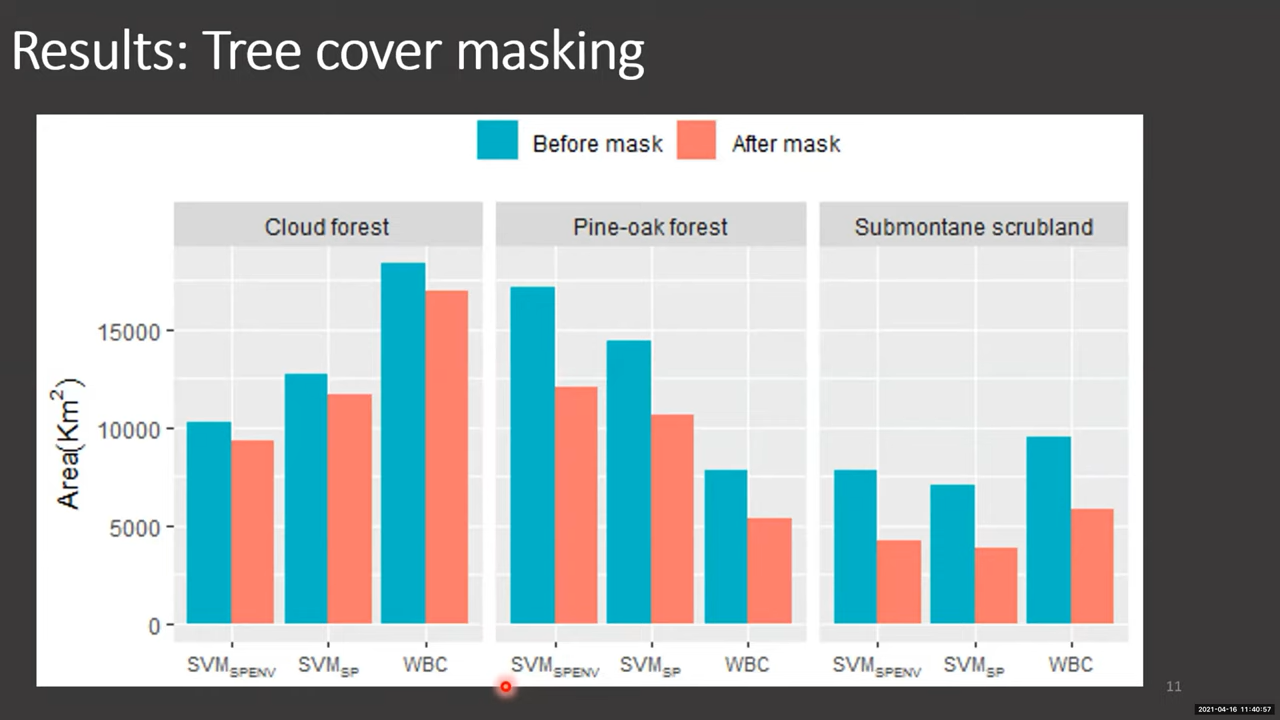 Results: Tree cover masking
Before mask After mask
Cloud forest Pine-oak forest Submontane scrubland
Area(Km²)
15000
10000
5000
0
SVMSPENV SVMSP WBC SVMSPENV SVMSP WBC SVMSPENV SVMSP WBC
11
2021-04-16 11:40:57